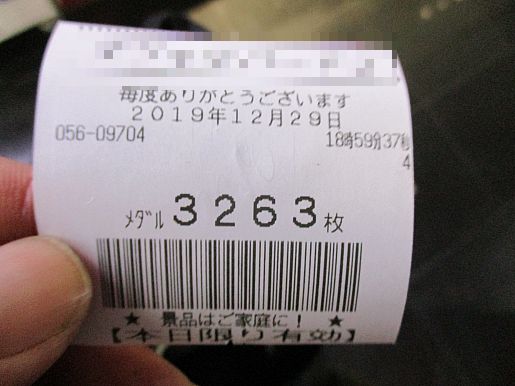 毎度ありがとうございます
2019年12月29日
056-09704 18時59分37秒
4
ﾒﾀﾞﾙ 3263枚
★ 景品はご家庭に！ ★
【本日限り有効】